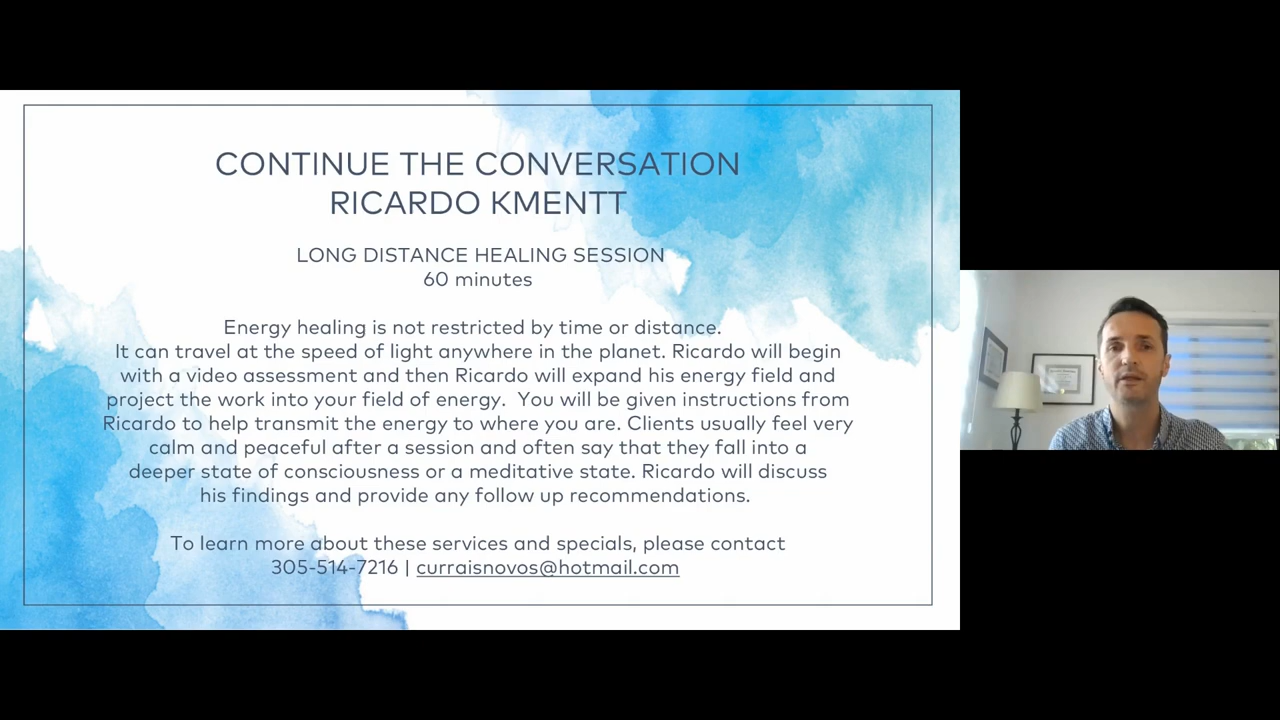 CONTINUE THE CONVERSATION
RICARDO KMENTT
LONG DISTANCE HEALING SESSION
60 minutes
Energy healing is not restricted by time or distance.
It can travel at the speed of light anywhere in the planet. Ricardo will begin
with a video assessment and then Ricardo will expand his energy field and
project the work into your field of energy.  You will be given instructions from
Ricardo to help transmit the energy to where you are. Clients usually feel very
calm and peaceful after a session and often say that they fall into a
deeper state of consciousness or a meditative state. Ricardo will discuss
his findings and provide any follow up recommendations.
To learn more about these services and specials, please contact
305-514-7216 | curraisnovos@hotmail.com